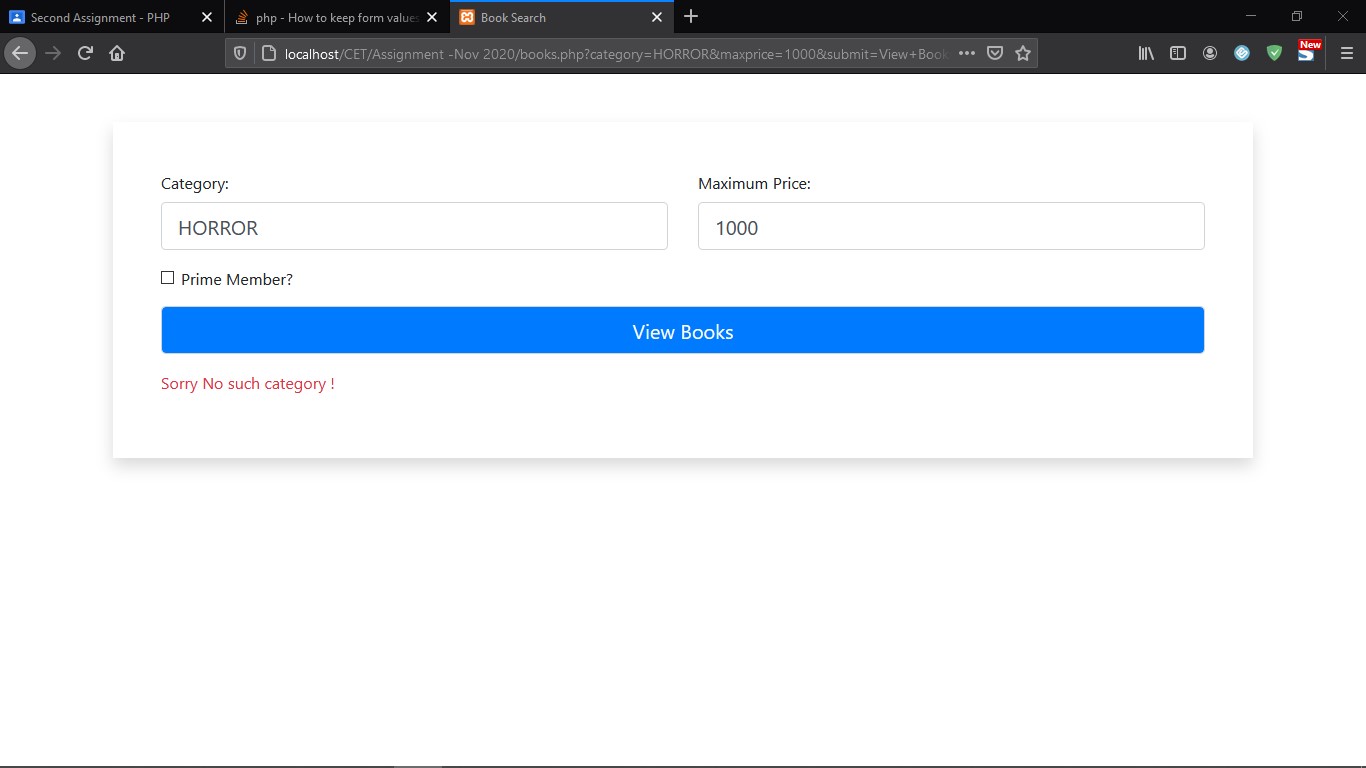 Second Assignment - PHP
php - How to keep form values
Book Search
localhost/CET/Assignment -Nov 2020/books.php?category=HORROR&maxprice=1000&submit=View+Book
New
Category:
Maximum Price:
HORROR
1000
Prime Member?
View Books
Sorry No such category !